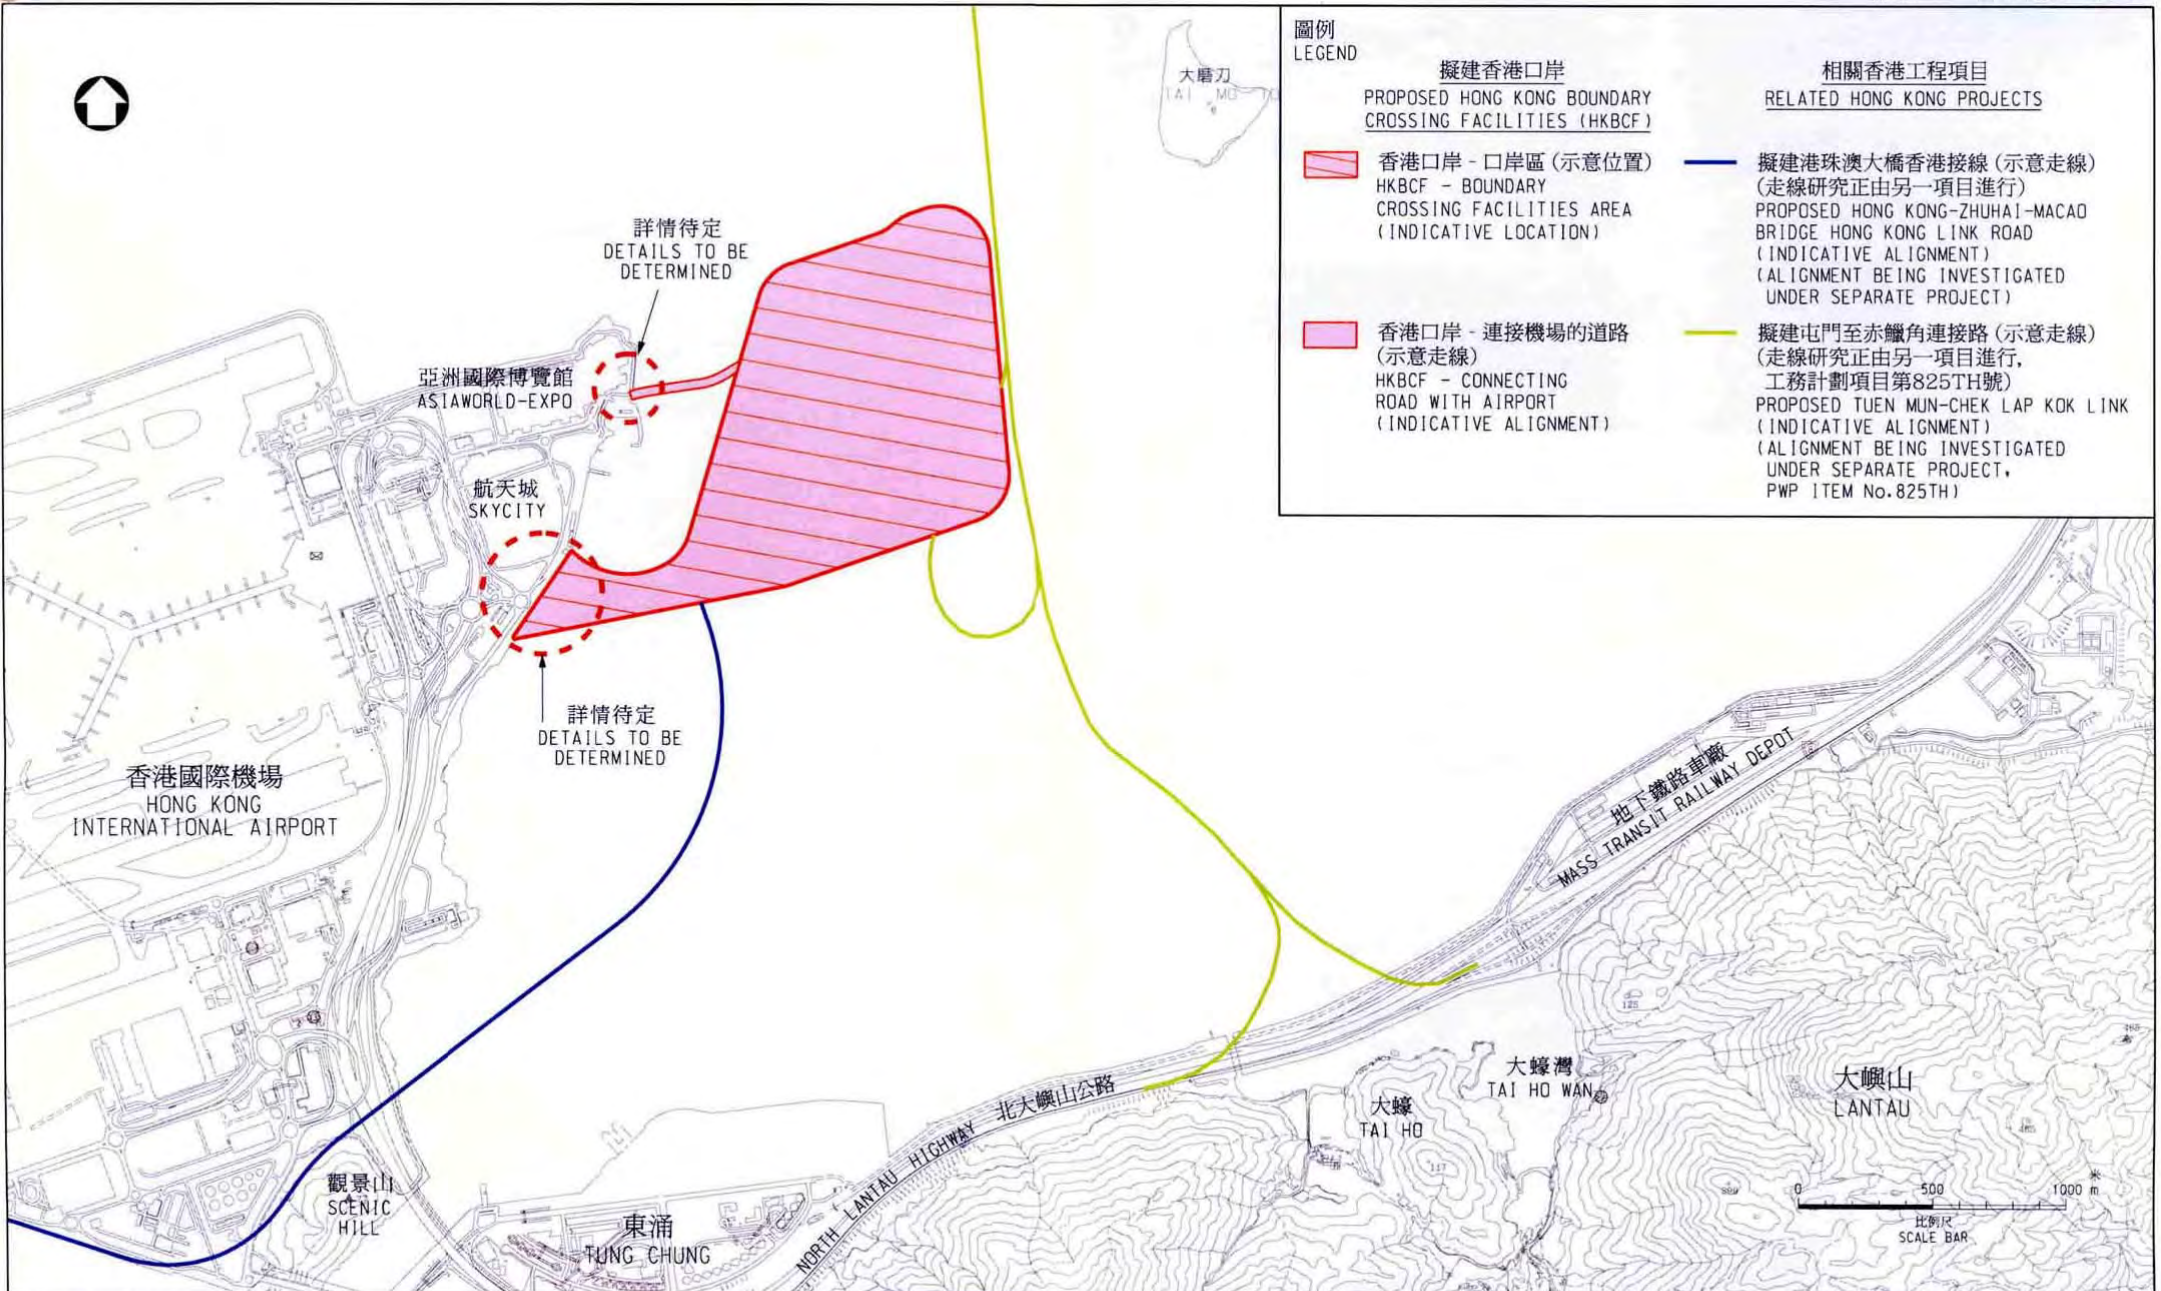 圖例
LEGEND
擬建香港口岸
PROPOSED HONG KONG BOUNDARY
CROSSING FACILITIES (HKBCF)
香港口岸 - 口岸區 (示意位置)
HKBCF - BOUNDARY
CROSSING FACILITIES AREA
(INDICATIVE LOCATION)
香港口岸 - 連接機場的道路
(示意走線)
HKBCF - CONNECTING
ROAD WITH AIRPORT
(INDICATIVE ALIGNMENT)
相關香港工程項目
RELATED HONG KONG PROJECTS
擬建港珠澳大橋香港接線 (示意走線)
(走線研究正由另一項目進行)
PROPOSED HONG KONG-ZHUHAI-MACAO
BRIDGE HONG KONG LINK ROAD
(INDICATIVE ALIGNMENT)
(ALIGNMENT BEING INVESTIGATED
UNDER SEPARATE PROJECT)
擬建屯門至赤鱲角連接路 (示意走線)
(走線研究正由另一項目進行,
工務計劃項目第825TH號)
PROPOSED TUEN MUN-CHEK LAP KOK LINK
(INDICATIVE ALIGNMENT)
(ALIGNMENT BEING INVESTIGATED
UNDER SEPARATE PROJECT,
PWP ITEM No.825TH)
大磨刀
TAI MO TO
詳情待定
DETAILS TO BE
DETERMINED
亞洲國際博覽館
ASIAWORLD-EXPO
航天城
SKYCITY
詳情待定
DETAILS TO BE
DETERMINED
香港國際機場
HONG KONG
INTERNATIONAL AIRPORT
地下鐵路車廠
MASS TRANSIT RAILWAY DEPOT
125
大蠔灣
TAI HO WAN
大嶼山
LANTAU
大蠔
TAI HO
117
465
北大嶼山公路
NORTH LANTAU HIGHWAY
觀景山
SCENIC
HILL
東涌
TUNG CHUNG
0 500 1000 m
米
比例尺
SCALE BAR